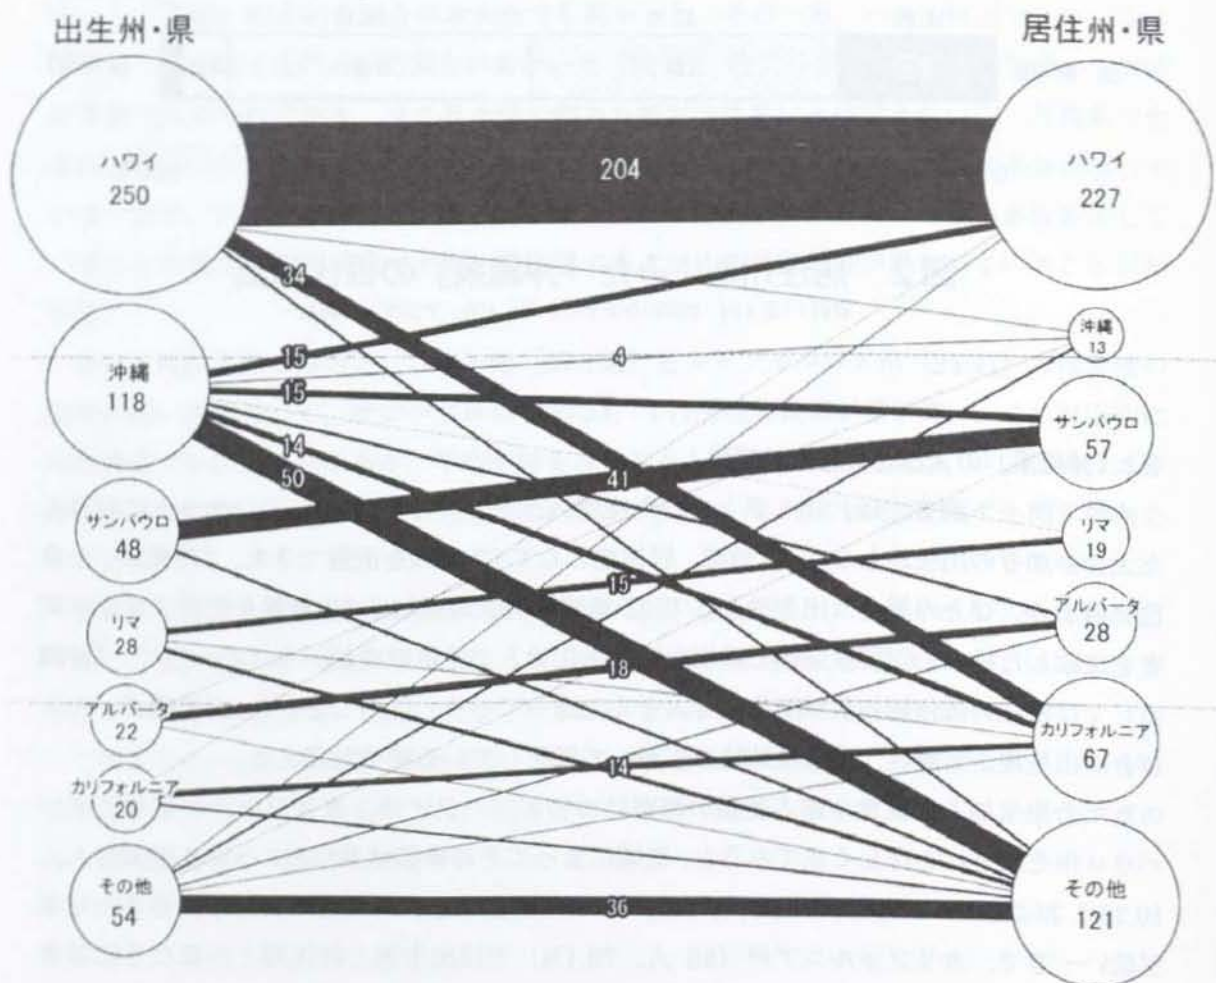 出生州・県
居住州・県
ハワイ
250
204
ハワイ
227
34
沖縄
118
15
4
沖縄
13
15
サンパウロ
57
14
50
41
サンパウロ
48
リマ
19
リマ
28
15
アルバータ
28
18
アルバータ
22
カリフォルニア
67
14
カリフォルニア
20
その他
54
36
その他
121